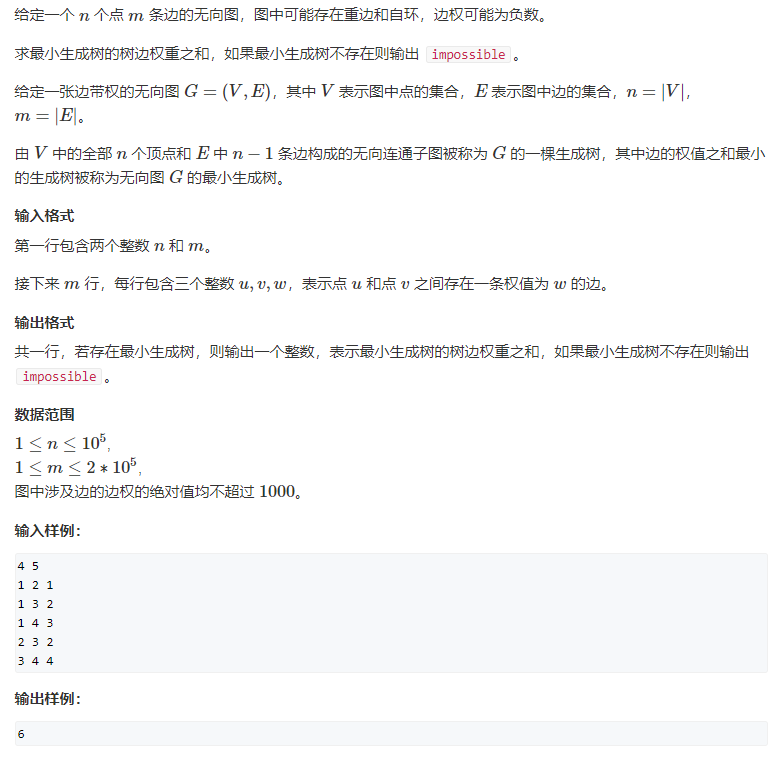 给定一个 n 个点 m 条边的无向图，图中可能存在重边和自环，边权可能为负数。
求最小生成树的树边权重之和，如果最小生成树不存在则输出 impossible 。
给定一张边带权的无向图 G = (V, E)，其中 V 表示图中点的集合，E 表示图中边的集合，n = |V|，
m = |E|。
由 V 中的全部 n 个顶点和 E 中 n − 1 条边构成的无向连通子图被称为 G 的一棵生成树，其中边的权值之和最小
的生成树被称为无向图 G 的最小生成树。
输入格式
第一行包含两个整数 n 和 m。
接下来 m 行，每行包含三个整数 u, v, w，表示点 u 和点 v 之间存在一条权值为 w 的边。
输出格式
共一行，若存在最小生成树，则输出一个整数，表示最小生成树的树边权重之和，如果最小生成树不存在则输出
impossible 。
数据范围
1 ≤ n ≤ 10⁵,
1 ≤ m ≤ 2 ∗ 10⁵,
图中涉及边的边权的绝对值均不超过 1000。
输入样例：
4 5
1 2 1
1 3 2
1 4 3
2 3 2
3 4 4
输出样例：
6